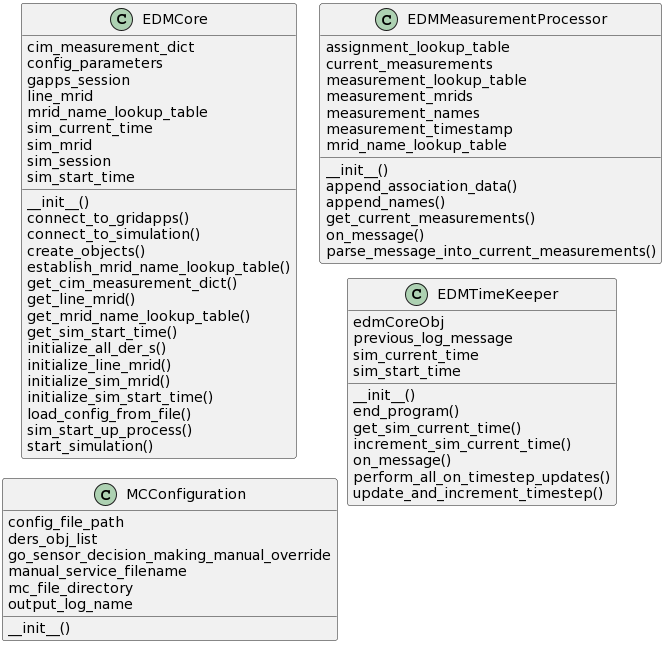 C EDMCore
cim_measurement_dict
config_parameters
gapps_session
line_mrid
mrid_name_lookup_table
sim_current_time
sim_mrid
sim_session
sim_start_time
__init__()
connect_to_gridapps()
connect_to_simulation()
create_objects()
establish_mrid_name_lookup_table()
get_cim_measurement_dict()
get_line_mrid()
get_mrid_name_lookup_table()
get_sim_start_time()
initialize_all_der_s()
initialize_line_mrid()
initialize_sim_mrid()
initialize_sim_start_time()
load_config_from_file()
sim_start_up_process()
start_simulation()
C EDMMeasurementProcessor
assignment_lookup_table
current_measurements
measurement_lookup_table
measurement_mrids
measurement_names
measurement_timestamp
mrid_name_lookup_table
__init__()
append_association_data()
append_names()
get_current_measurements()
on_message()
parse_message_into_current_measurements()
C EDMTimeKeeper
edmCoreObj
previous_log_message
sim_current_time
sim_start_time
__init__()
end_program()
get_sim_current_time()
increment_sim_current_time()
on_message()
perform_all_on_timestep_updates()
update_and_increment_timestep()
C MCConfiguration
config_file_path
ders_obj_list
go_sensor_decision_making_manual_override
manual_service_filename
mc_file_directory
output_log_name
__init__()